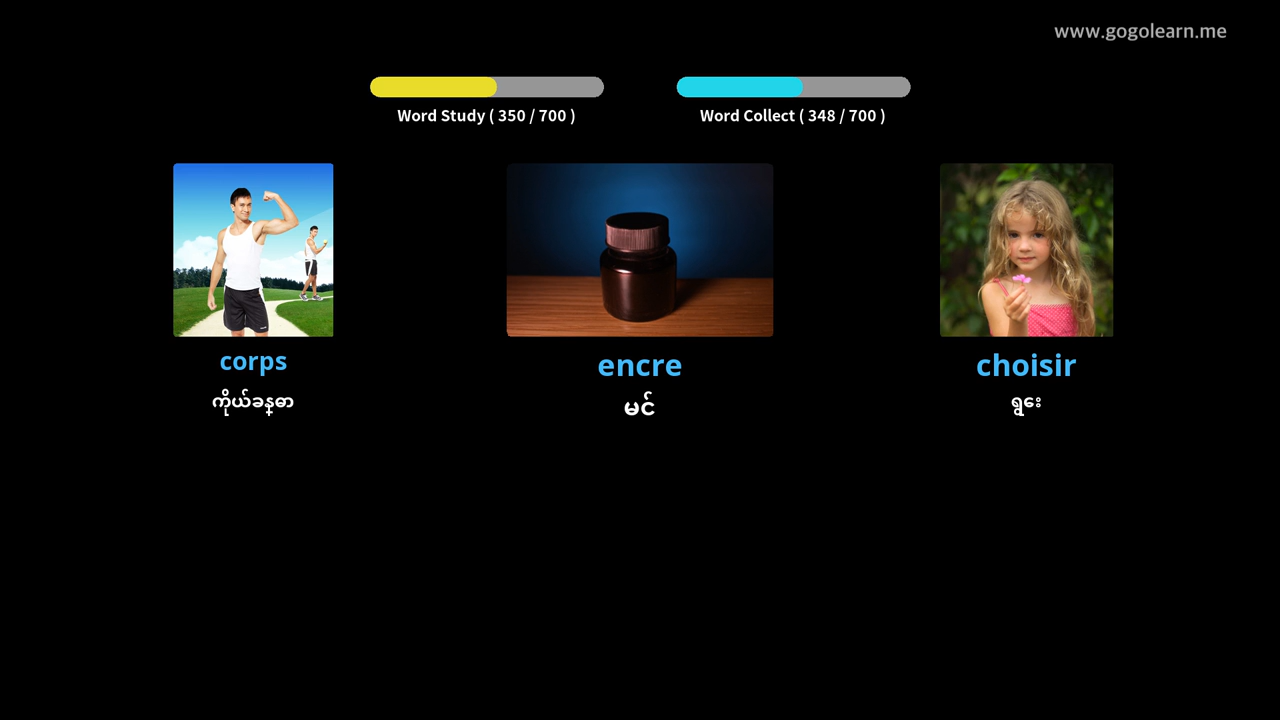 www.gogolearn.me
Word Study ( 350 / 700 )
Word Collect ( 348 / 700 )
corps
encre
choisir
ကိုယ်ခန္ဓာ
မင်
ရွေး